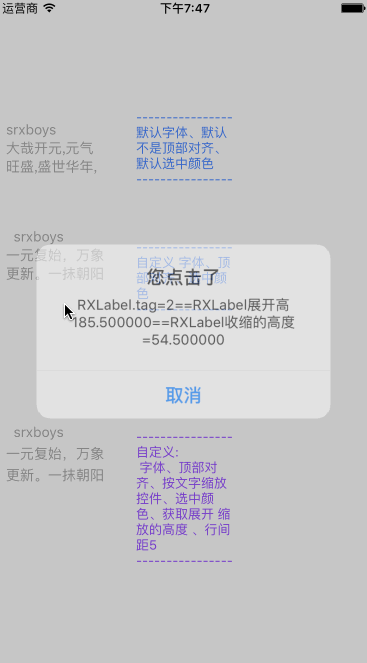 运营商 下午7:47
----------------
srxboys 默认字体、默认
大哉开元,元气 不是顶部对齐、
旺盛,盛世华年, 默认选中颜色
----------------
srxboys
一元复始，万象
自定义 字体、顶
更新。一抹朝阳
色
您点击了
RXLabel.tag=2==RXLabel展开高
185.500000==RXLabel收缩的高度
=54.500000
取消
srxboys
一元复始，万象
更新。一抹朝阳
----------------
自定义:
字体、顶部对
齐、按文字缩放
控件、选中颜
色、获取展开 缩
放的高度 、行间
距5
----------------